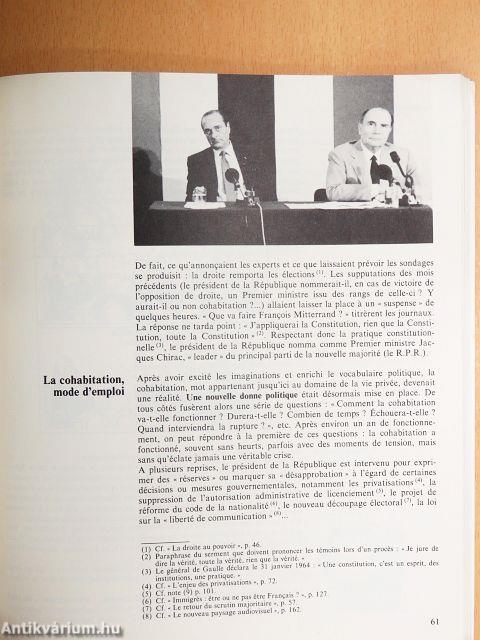 De fait, ce qu'annonçaient les experts et ce que laissaient prévoir les sondages
se produisit : la droite remporta les élections (1). Les supputations des mois
précédents (le président de la République nommerait-il, en cas de victoire de
l'opposition de droite, un Premier ministre issu des rangs de celle-ci ? Y
aurait-il ou non cohabitation ?...) allaient laisser la place à un « suspense » de
quelques heures. « Que va faire François Mitterrand ? » titrèrent les journaux.
La réponse ne tarda point : « J'appliquerai la Constitution, rien que la Consti-
tution, toute la Constitution » (2). Respectant donc la pratique constitution-
nelle (3), le président de la République nomma comme Premier ministre Jac-
ques Chirac, « leader » du principal parti de la nouvelle majorité (le R.P.R.).
La cohabitation,
mode d'emploi
Après avoir excité les imaginations et enrichi le vocabulaire politique, la
cohabitation, mot appartenant jusqu'ici au domaine de la vie privée, devenait
une réalité. Une nouvelle donne politique était désormais mise en place. De
tous côtés fusèrent alors une série de questions : « Comment la cohabitation
va-t-elle fonctionner ? Durera-t-elle ? Combien de temps ? Échouera-t-elle ?
Quand interviendra la rupture ? », etc. Après environ un an de fonctionne-
ment, on peut répondre à la première de ces questions : la cohabitation a
fonctionné, souvent sans heurts, parfois avec des moments de tension, mais
sans qu'éclate jamais une véritable crise.
A plusieurs reprises, le président de la République est intervenu pour expri-
mer des « réserves » ou marquer sa « désapprobation » à l'égard de certaines
décisions ou mesures gouvernementales, notamment les privatisations (4), la
suppression de l'autorisation administrative de licenciement (5), le projet de
réforme du code de la nationalité (6), le nouveau découpage électoral (7), la loi
sur la « liberté de communication » (8)...
(1) Cf. « La droite au pouvoir », p. 46.
(2) Paraphrase du serment que doivent prononcer les témoins lors d'un procès : « Je jure de
dire la vérité, toute la vérité, rien que la vérité. »
(3) Le général de Gaulle déclara le 31 janvier 1964 : « Une constitution, c'est un esprit, des
institutions, une pratique. »
(4) Cf. « L'enjeu des privatisations », p. 72.
(5) Cf. note (9) p. 101.
(6) Cf. « Immigrés : être ou ne pas être Français ? », p. 127.
(7) Cf. « Le retour du scrutin majoritaire », p. 57.
(8) Cf. « Le nouveau paysage audiovisuel », p. 162.
61
Antikvárium.hu